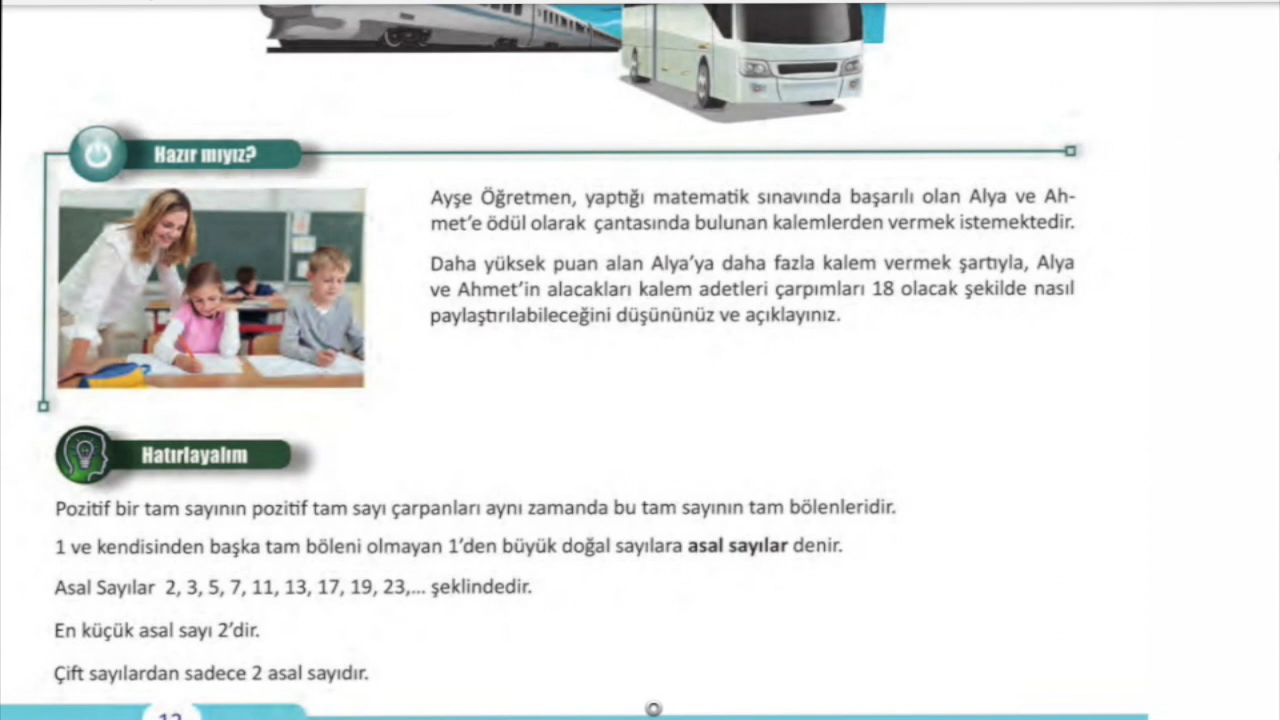 Hazır mıyız?
Ayşe Öğretmen, yaptığı matematik sınavında başarılı olan Alya ve Ah-
met'e ödül olarak çantasında bulunan kalemlerden vermek istemektedir.
Daha yüksek puan alan Alya'ya daha fazla kalem vermek şartıyla, Alya
ve Ahmet'in alacakları kalem adetleri çarpımları 18 olacak şekilde nasıl
paylaştırılabileceğini düşününüz ve açıklayınız.
Hatırlayalım
Pozitif bir tam sayının pozitif tam sayı çarpanları aynı zamanda bu tam sayının tam bölenleridir.
1 ve kendisinden başka tam böleni olmayan 1'den büyük doğal sayılara asal sayılar denir.
Asal Sayılar 2, 3, 5, 7, 11, 13, 17, 19, 23,... şeklindedir.
En küçük asal sayı 2'dir.
Çift sayılardan sadece 2 asal sayıdır.